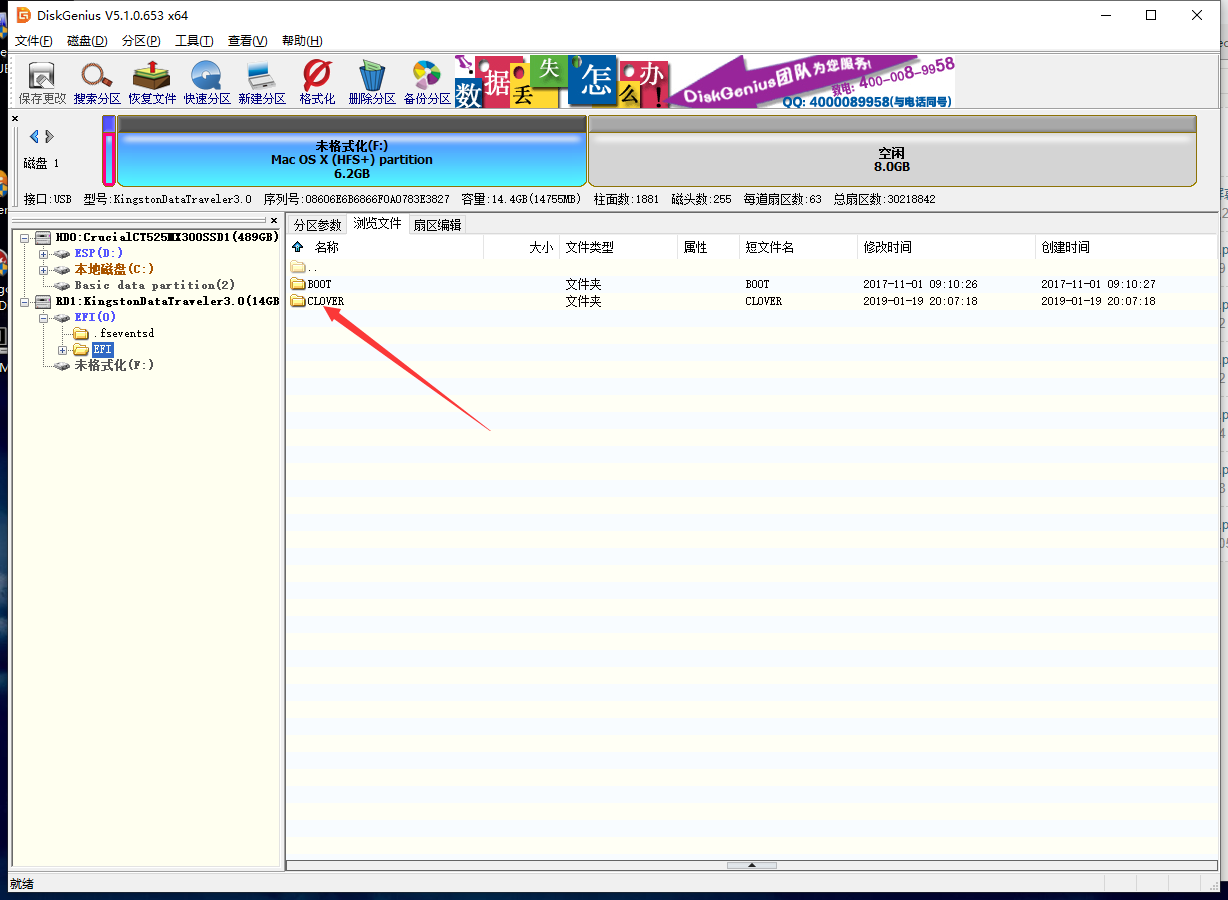 DiskGenius V5.1.0.653 x64
文件(F) 磁盘(D) 分区(P) 工具(T) 查看(V) 帮助(H)
保存更改 搜索分区 恢复文件 快速分区 新建分区 格式化 删除分区 备份分区
数据丢失怎么办!
DiskGenius团队为您服务!
致电: 400-008-9958
QQ: 4000089958(与电话同号)
磁盘 1
未格式化(F:)
Mac OS X (HFS+) partition
6.2GB
空闲
8.0GB
接口:USB 型号:KingstonDataTraveler3.0 序列号:08606E6B6866F0A0783E3827 容量:14.4GB(14755MB) 柱面数:1881 磁头数:255 每道扇区数:63 总扇区数:30218842
HD0:CrucialCT525MX300SSD1(489GB)
ESP(D:)
本地磁盘(C:)
Basic data partition(2)
RD1:KingstonDataTraveler3.0(14GB
EFI(0)
.fseventsd
EFI
未格式化(F:)
分区参数 浏览文件 扇区编辑
名称 大小 文件类型 属性 短文件名 修改时间 创建时间
..
BOOT 文件夹 BOOT 2017-11-01 09:10:26 2017-11-01 09:10:27
CLOVER 文件夹 CLOVER 2019-01-19 20:07:18 2019-01-19 20:07:18
就绪